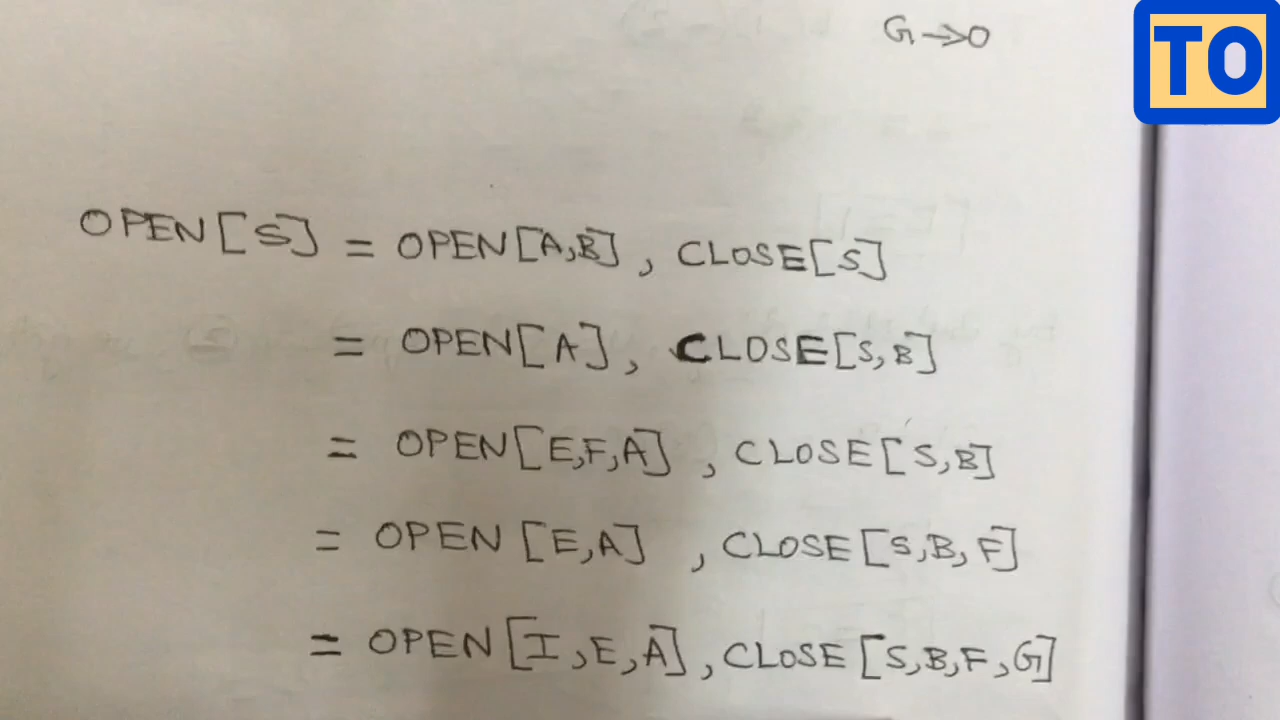 G→0
TO
OPEN[S] = OPEN[A,B], CLOSE[S]
= OPEN[A], CLOSE[S,B]
= OPEN[E,F,A], CLOSE[S,B]
= OPEN[E,A], CLOSE[S,B,F]
= OPEN[I,E,A], CLOSE[S,B,F,G]